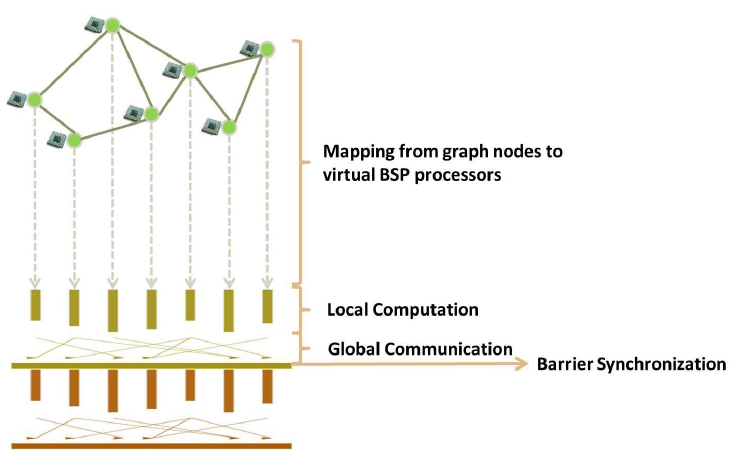 Mapping from graph nodes to
virtual BSP processors
Local Computation
Global Communication
Barrier Synchronization